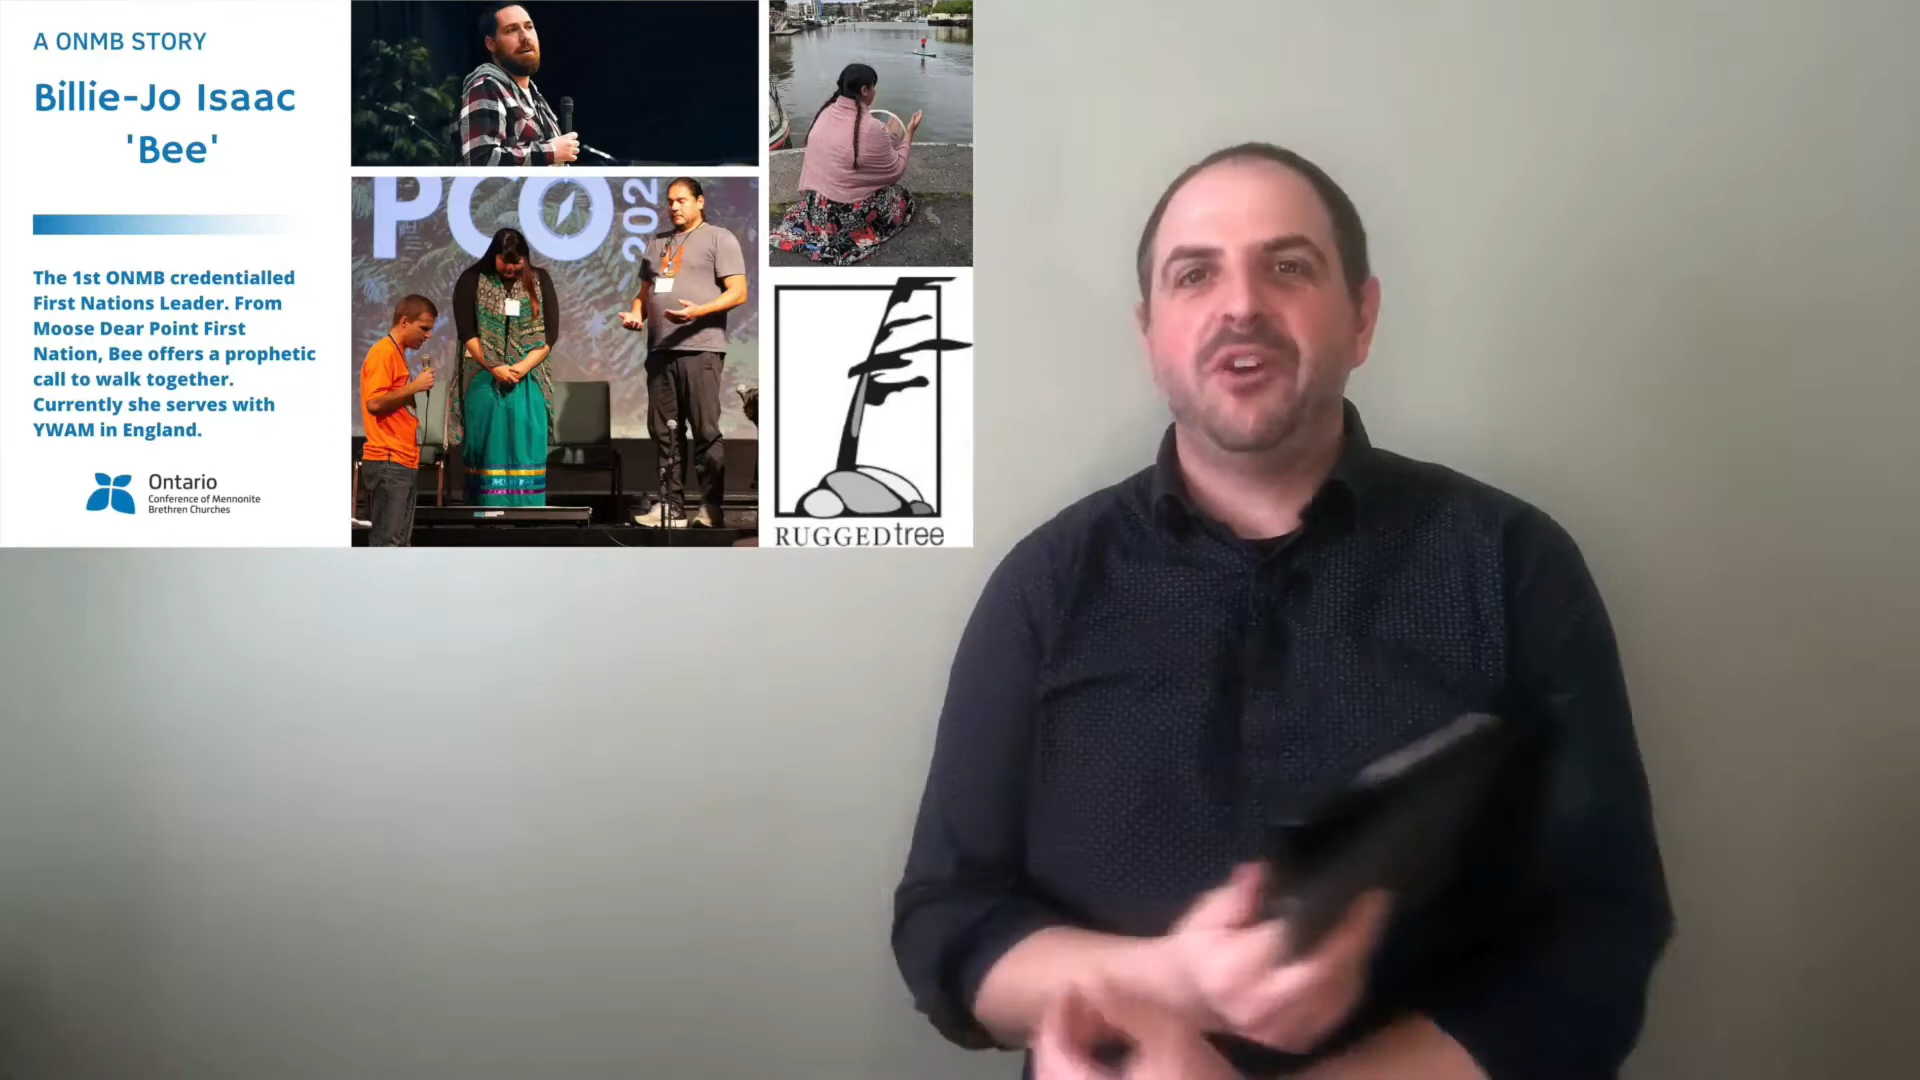 A ONMB STORY
Billie-Jo Isaac
'Bee'
The 1st ONMB credentialled
First Nations Leader. From
Moose Dear Point First
Nation, Bee offers a prophetic
call to walk together.
Currently she serves with
YWAM in England.
Ontario
Conference of Mennonite
Brethren Churches
PCO
202
RUGGEDtree